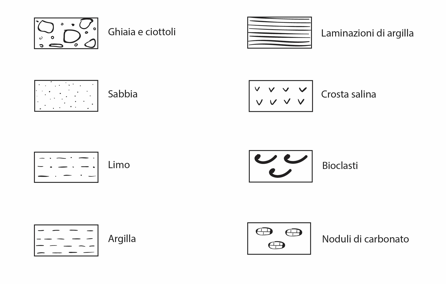 Ghiaia e ciottoli
Laminazioni di argilla
Sabbia
Crosta salina
Limo
Bioclasti
Argilla
Noduli di carbonato